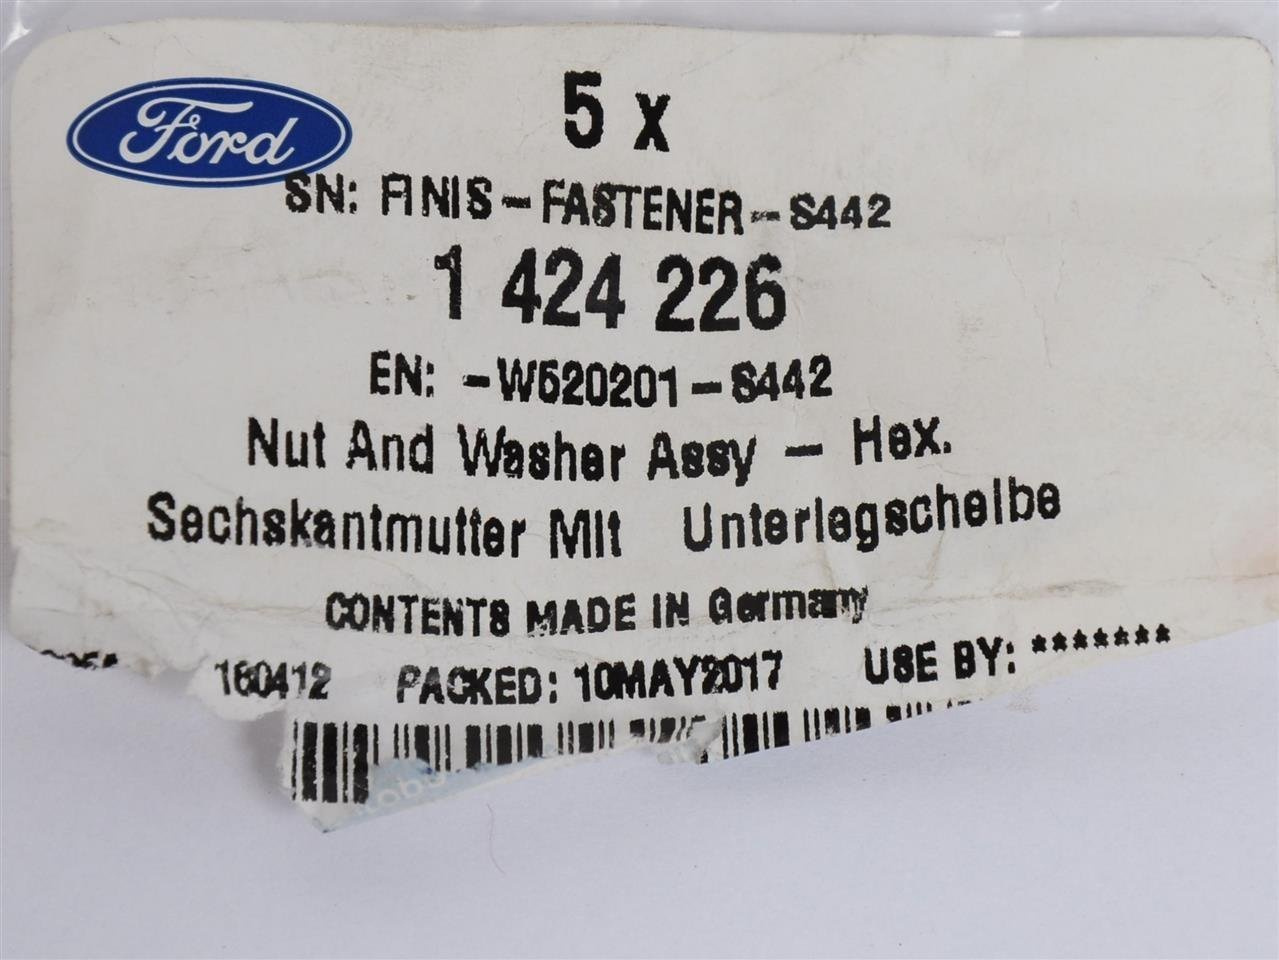 Ford
5 x
SN: FINIS-FASTENER-S442
1 424 226
EN: -W520201-S442
Nut And Washer Assy - Hex.
Sechskantmutter Mit Unterlegscheibe
CONTENTS MADE IN Germany
160412 PACKED: 10MAY2017 USE BY: *******